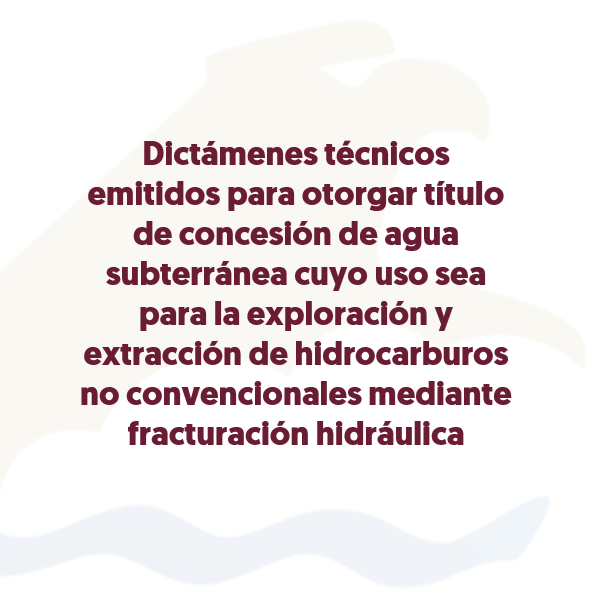 Dictámenes técnicos
emitidos para otorgar título
de concesión de agua
subterránea cuyo uso sea
para la exploración y
extracción de hidrocarburos
no convencionales mediante
fracturación hidráulica